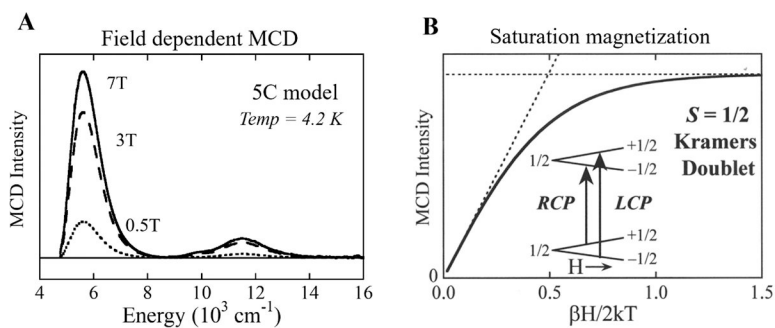 A
Field dependent MCD
7T
3T
0.5T
5C model
Temp = 4.2 K
MCD Intensity
4 6 8 10 12 14 16
Energy (10³ cm⁻¹)
B
Saturation magnetization
MCD Intensity
S = 1/2
Kramers
Doublet
+1/2
1/2
−1/2
RCP
LCP
+1/2
1/2
−1/2
H
0
0.5 1.0 1.5
βH/2kT